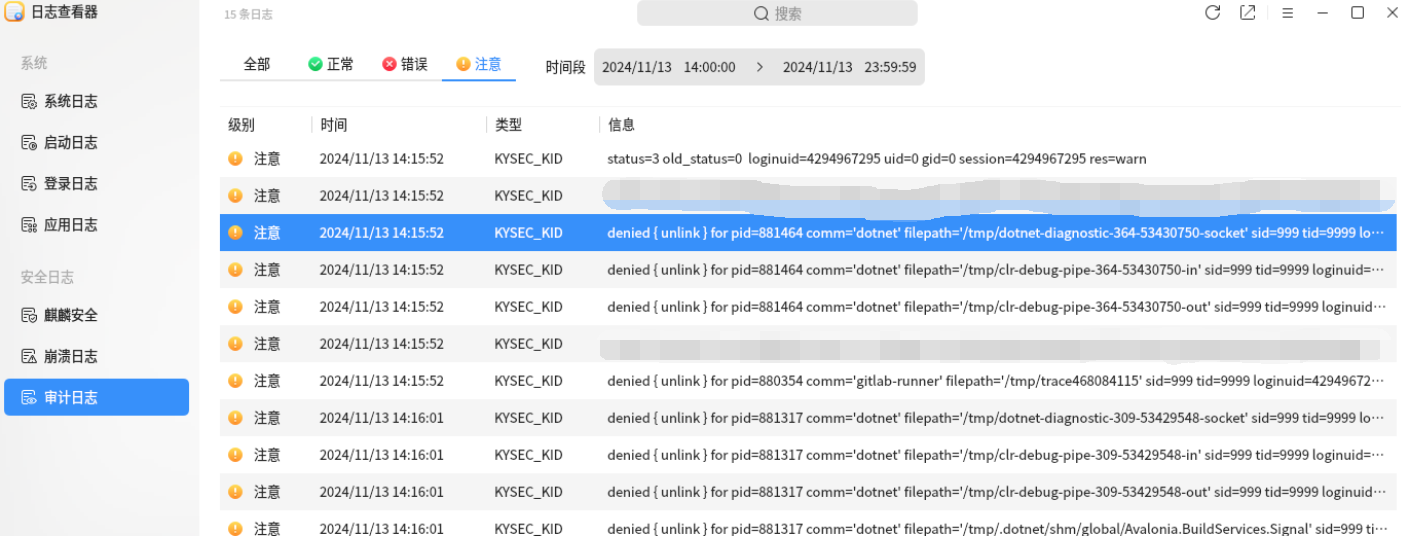 日志查看器
15 条日志
搜索
系统
系统日志
启动日志
登录日志
应用日志
安全日志
麒麟安全
崩溃日志
审计日志
全部 正常 错误 注意 时间段 2024/11/13 14:00:00 > 2024/11/13 23:59:59
级别 时间 类型 信息
注意 2024/11/13 14:15:52 KYSEC_KID status=3 old_status=0 loginuid=4294967295 uid=0 gid=0 session=4294967295 res=warn
注意 2024/11/13 14:15:52 KYSEC_KID
注意 2024/11/13 14:15:52 KYSEC_KID denied { unlink } for pid=881464 comm='dotnet' filepath='/tmp/dotnet-diagnostic-364-53430750-socket' sid=999 tid=9999 lo···
注意 2024/11/13 14:15:52 KYSEC_KID denied { unlink } for pid=881464 comm='dotnet' filepath='/tmp/clr-debug-pipe-364-53430750-in' sid=999 tid=9999 loginuid=···
注意 2024/11/13 14:15:52 KYSEC_KID denied { unlink } for pid=881464 comm='dotnet' filepath='/tmp/clr-debug-pipe-364-53430750-out' sid=999 tid=9999 loginuid···
注意 2024/11/13 14:15:52 KYSEC_KID
注意 2024/11/13 14:15:52 KYSEC_KID denied { unlink } for pid=880354 comm='gitlab-runner' filepath='/tmp/trace468084115' sid=999 tid=9999 loginuid=42949672···
注意 2024/11/13 14:16:01 KYSEC_KID denied { unlink } for pid=881317 comm='dotnet' filepath='/tmp/dotnet-diagnostic-309-53429548-socket' sid=999 tid=9999 lo···
注意 2024/11/13 14:16:01 KYSEC_KID denied { unlink } for pid=881317 comm='dotnet' filepath='/tmp/clr-debug-pipe-309-53429548-in' sid=999 tid=9999 loginuid=···
注意 2024/11/13 14:16:01 KYSEC_KID denied { unlink } for pid=881317 comm='dotnet' filepath='/tmp/clr-debug-pipe-309-53429548-out' sid=999 tid=9999 loginuid···
注意 2024/11/13 14:16:01 KYSEC_KID denied { unlink } for pid=881317 comm='dotnet' filepath='/tmp/.dotnet/shm/global/Avalonia.BuildServices.Signal' sid=999 ti···